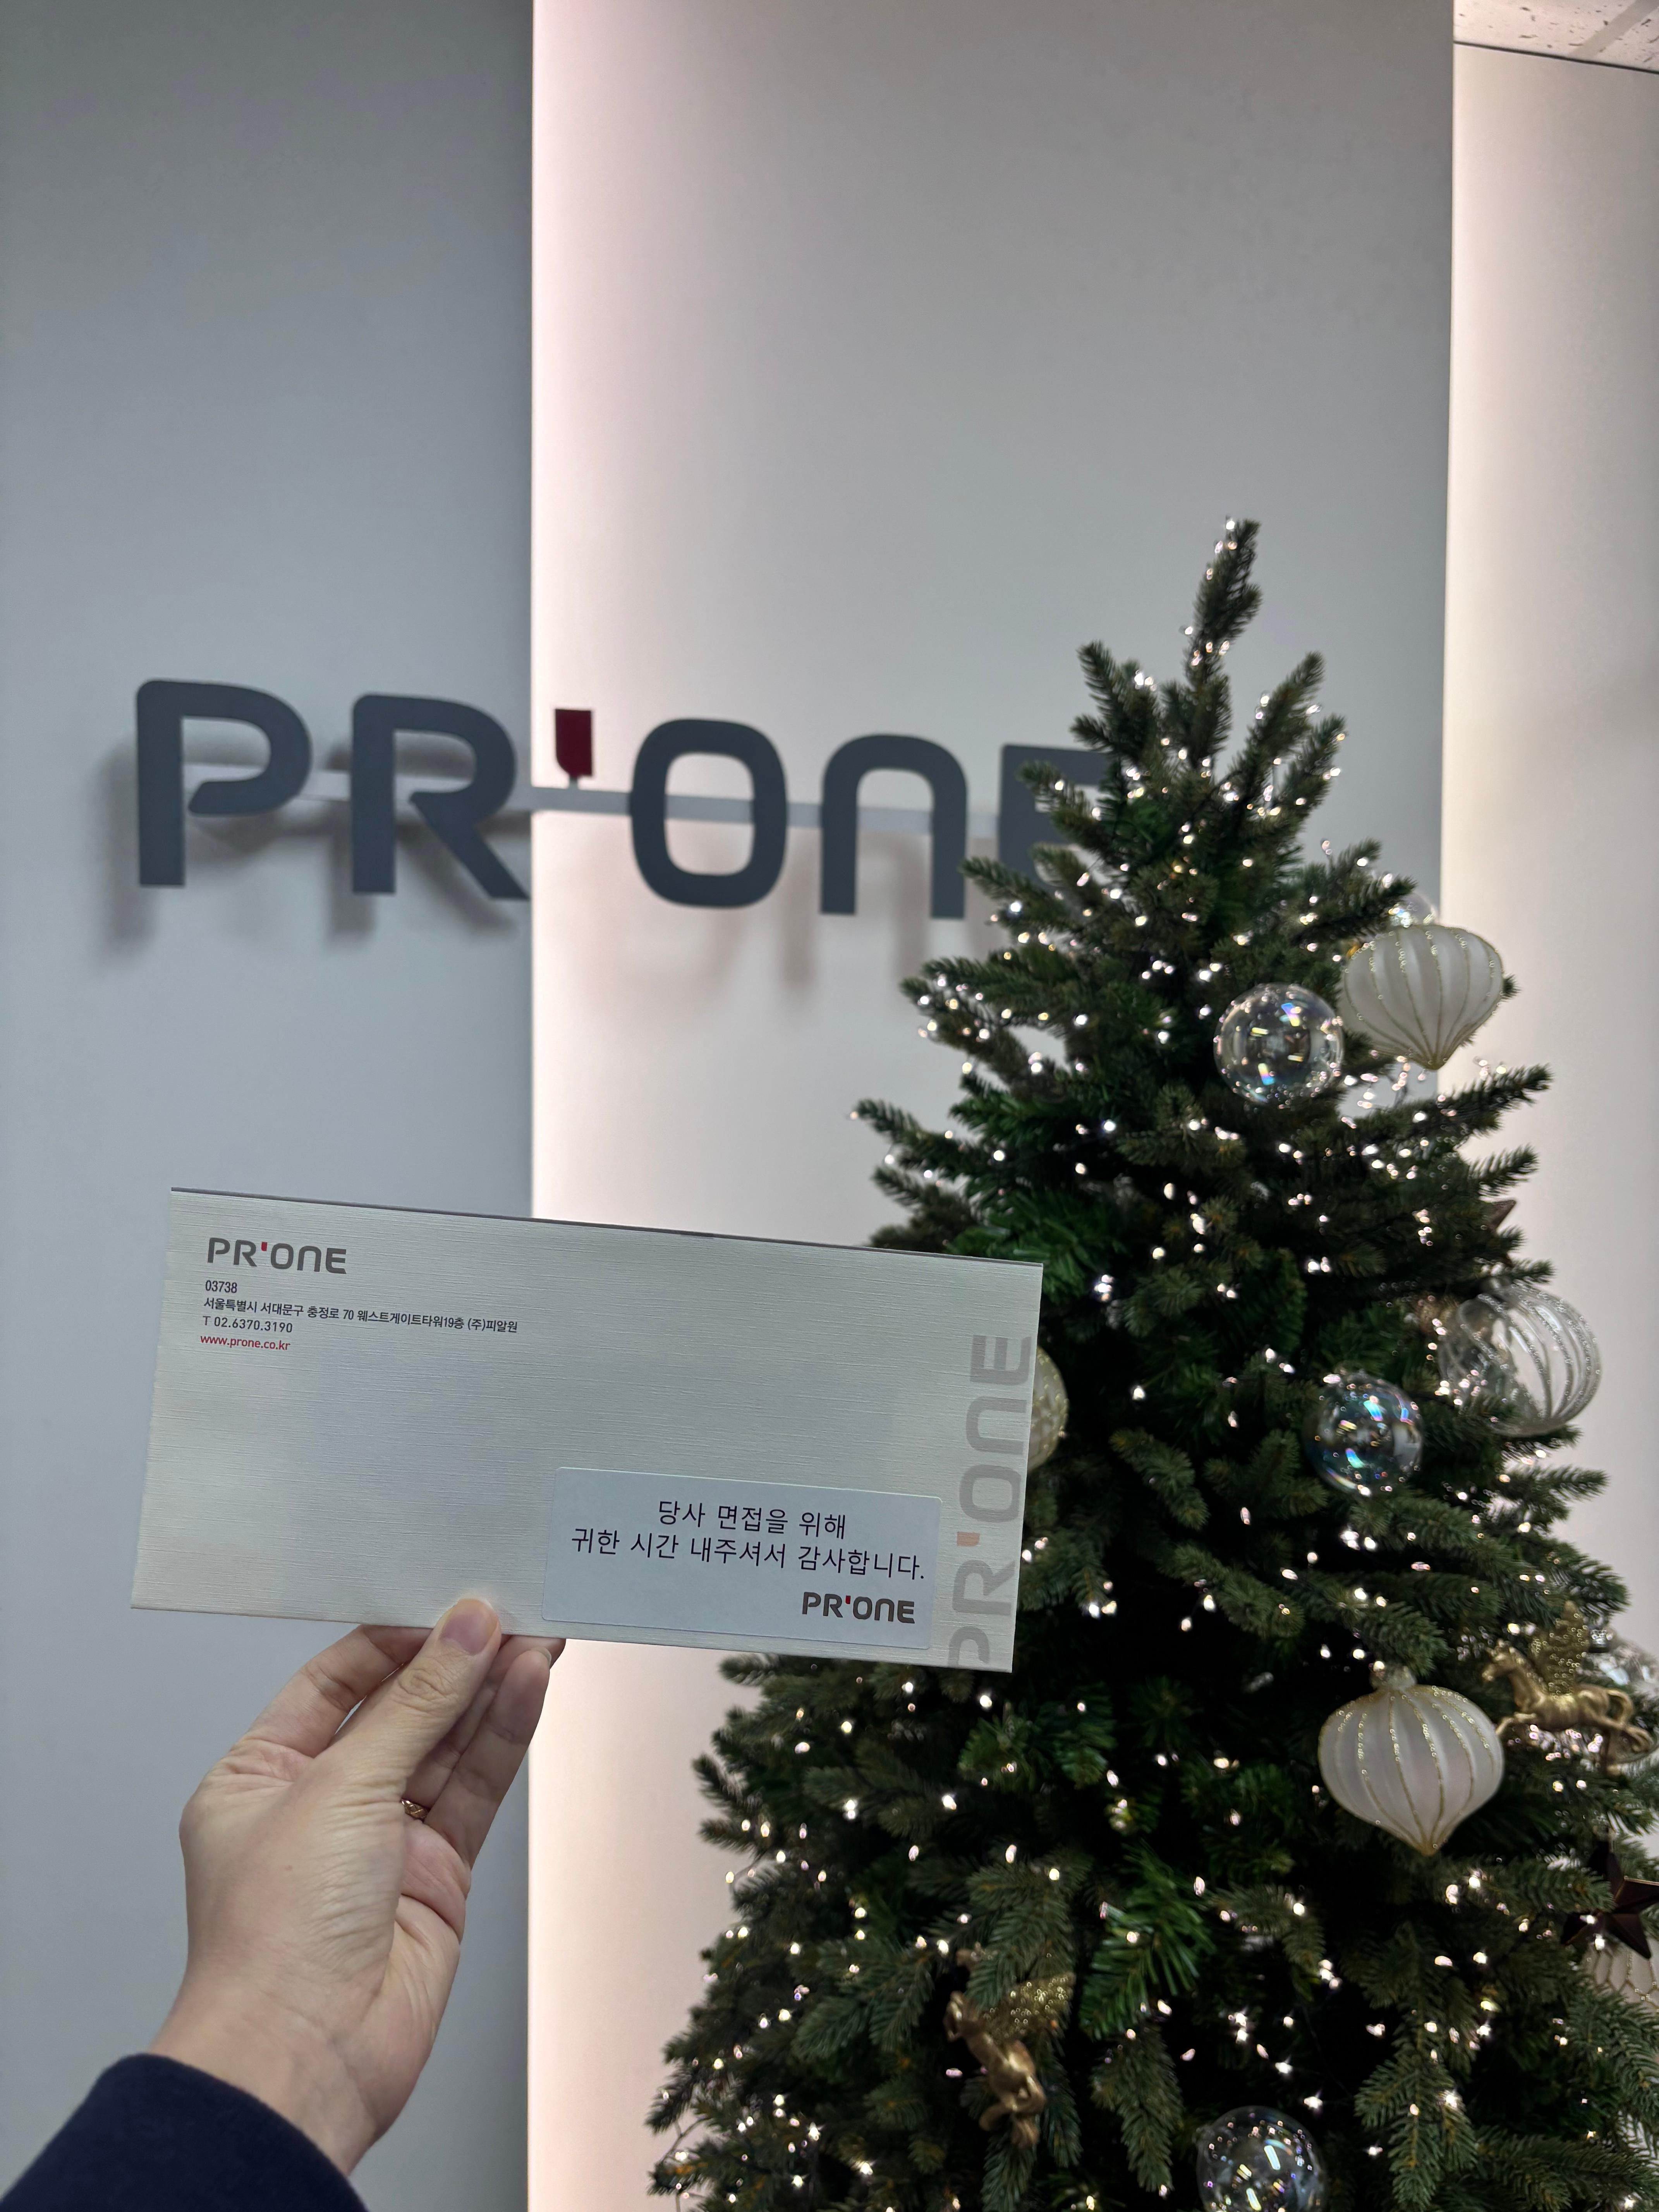 PR'ONE
PR'ONE
03738
서울특별시 서대문구 충정로 70 웨스트게이트타워19층 (주)피알원
T 02.6370.3190
www.prone.co.kr
PR'ONE
당사 면접을 위해
귀한 시간 내주셔서 감사합니다.
PR'ONE